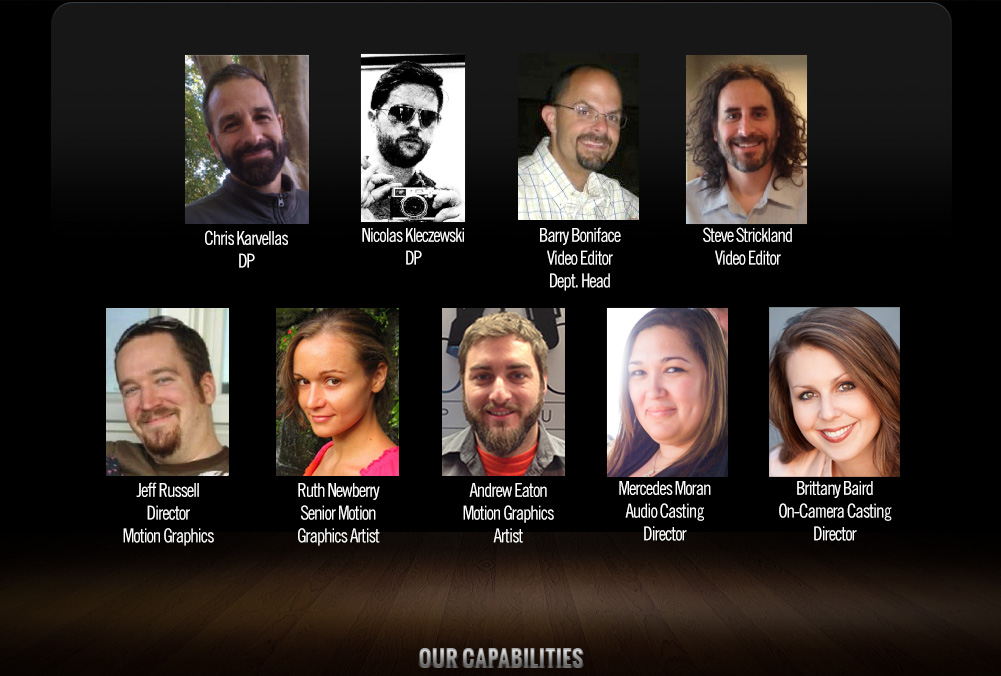 Chris Karvellas
DP
Nicolas Kleczewski
DP
Barry Boniface
Video Editor
Dept. Head
Steve Strickland
Video Editor
Jeff Russell
Director
Motion Graphics
Ruth Newberry
Senior Motion
Graphics Artist
Andrew Eaton
Motion Graphics
Artist
Mercedes Moran
Audio Casting
Director
Brittany Baird
On-Camera Casting
Director
OUR CAPABILITIES